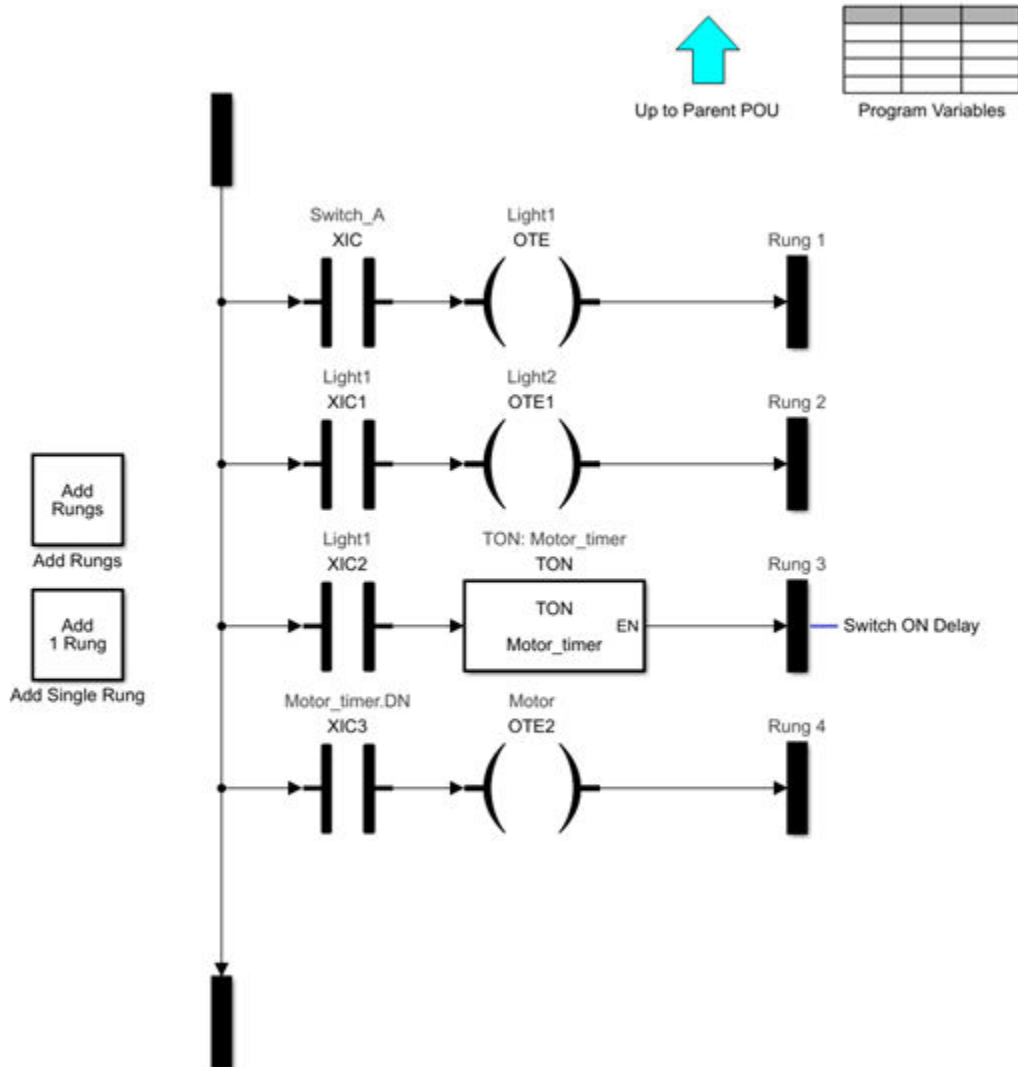 Up to Parent POU
Program Variables
Switch_A
XIC
Light1
OTE
Rung 1
Light1
XIC1
Light2
OTE1
Rung 2
Add
Rungs
Add Rungs
Light1
XIC2
TON: Motor_timer
TON
TON
EN
Motor_timer
Rung 3
Switch ON Delay
Add
1 Rung
Add Single Rung
Motor_timer.DN
XIC3
Motor
OTE2
Rung 4